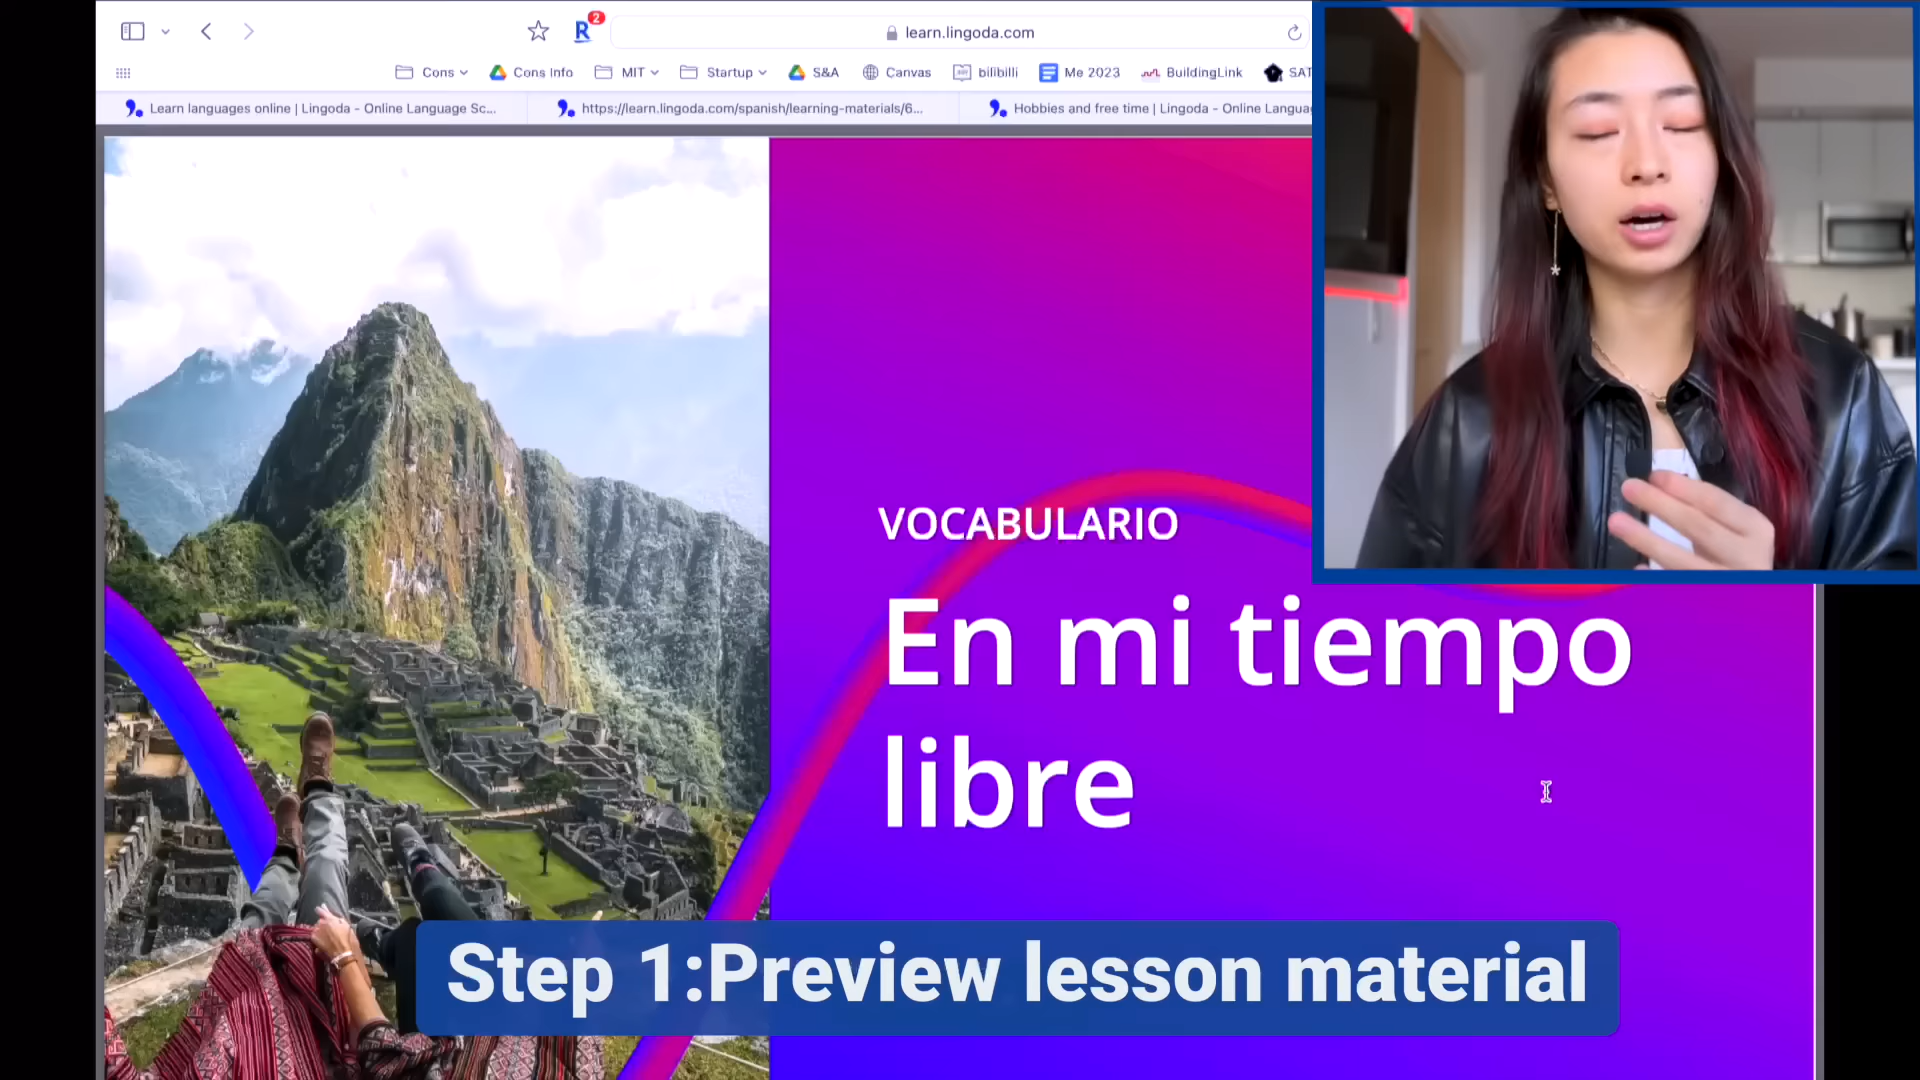 2
learn.lingoda.com
Cons
Cons Info
MIT
Startup
S&A
Canvas
bilibilli
Me 2023
BuildingLink
SAT
Learn languages online | Lingoda - Online Language Sc...
https://learn.lingoda.com/spanish/learning-materials/6...
Hobbies and free time | Lingoda - Online Langua
VOCABULARIO
En mi tiempo
libre
Step 1:Preview lesson material